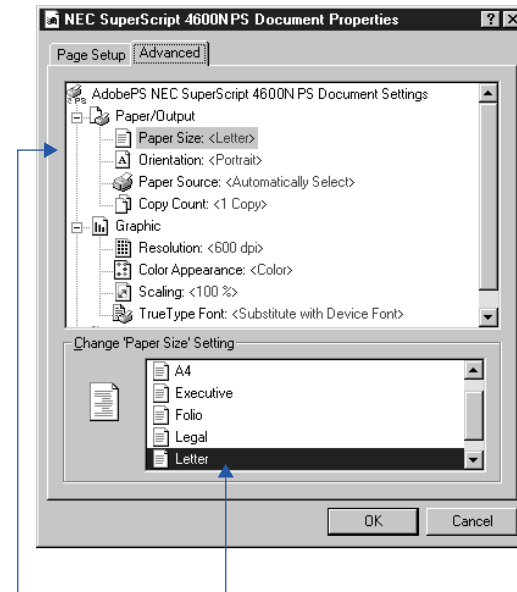 NEC SuperScript 4600N PS Document Properties
Page Setup Advanced
AdobePS NEC SuperScript 4600N PS Document Settings
Paper/Output
Paper Size: <Letter>
Orientation: <Portrait>
Paper Source: <Automatically Select>
Copy Count: <1 Copy>
Graphic
Resolution: <600 dpi>
Color Appearance: <Color>
Scaling: <100 %>
TrueType Font: <Substitute with Device Font>
Change 'Paper Size' Setting
A4
Executive
Folio
Legal
Letter
OK Cancel